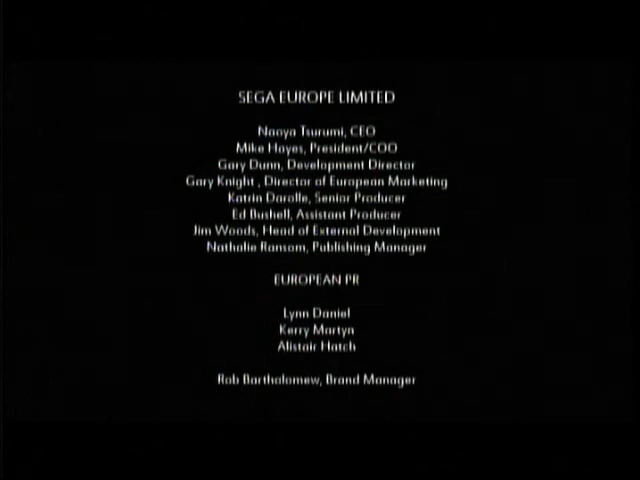 SEGA EUROPE LIMITED
Naoya Tsurumi, CEO
Mike Hayes, President/COO
Gary Dunn, Development Director
Gary Knight , Director of European Marketing
Katrin Darolle, Senior Producer
Ed Bushell, Assistant Producer
Jim Woods, Head of External Development
Nathalie Ransom, Publishing Manager
EUROPEAN PR
Lynn Daniel
Kerry Martyn
Alistair Hatch
Rob Bartholomew, Brand Manager